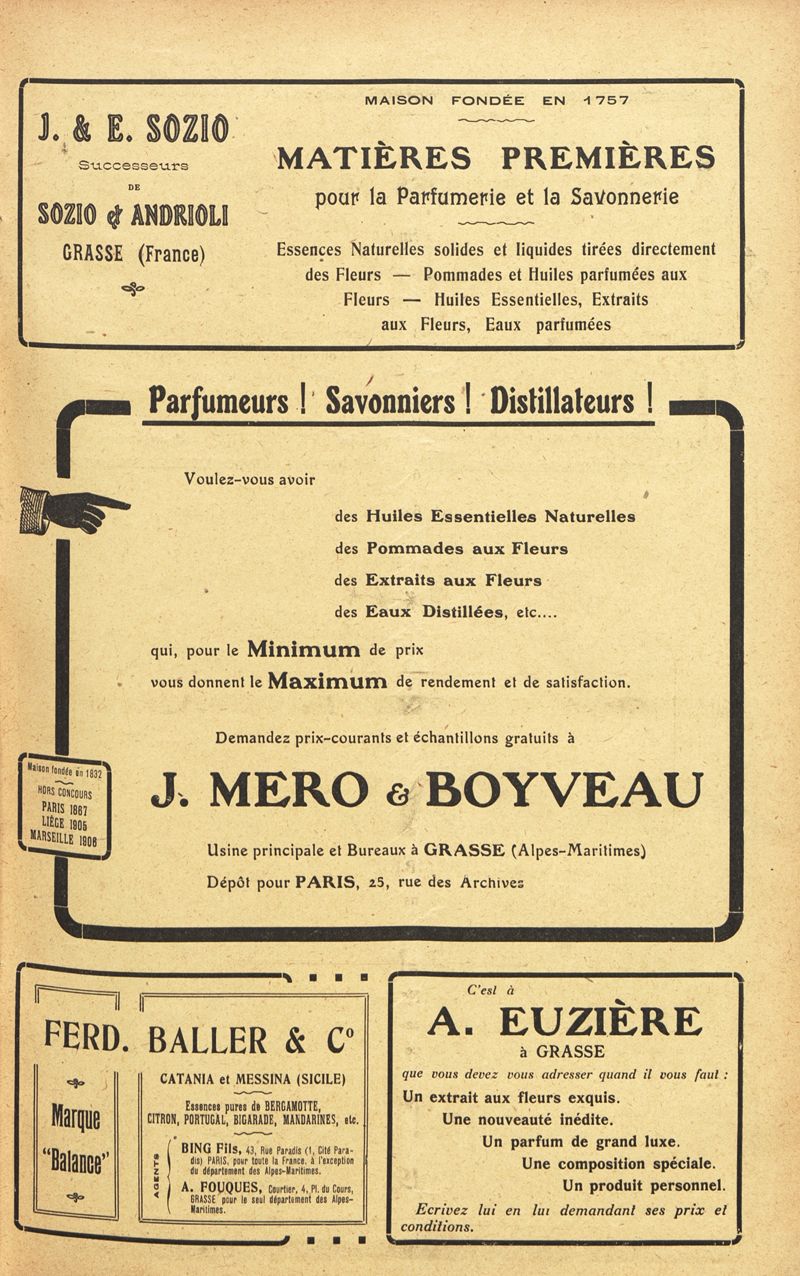 J. & E. SOZIO
Successeurs
DE
SOZIO & ANDRIOLI
GRASSE (France)
MAISON FONDÉE EN 1757
MATIÈRES PREMIÈRES
pour la Parfumerie et la Savonnerie
Essences Naturelles solides et liquides tirées directement
des Fleurs — Pommades et Huiles parfumées aux
Fleurs — Huiles Essentielles, Extraits
aux Fleurs, Eaux parfumées
Parfumeurs ! Savonniers ! Distillateurs !
Voulez-vous avoir
des Huiles Essentielles Naturelles
des Pommades aux Fleurs
des Extraits aux Fleurs
des Eaux Distillées, etc....
qui, pour le Minimum de prix
vous donnent le Maximum de rendement et de satisfaction.
Demandez prix-courants et échantillons gratuits à
J. MERO & BOYVEAU
Usine principale et Bureaux à GRASSE (Alpes-Maritimes)
Dépôt pour PARIS, 25, rue des Archives
Maison fondée en 1832
HORS CONCOURS
PARIS 1867
LIÈGE 1905
MARSEILLE 1906
FERD. BALLER & Cº
Marque
"Balance"
CATANIA et MESSINA (SICILE)
Essences pures de BERGAMOTTE,
CITRON, PORTUGAL, BIGARADE, MANDARINES, etc.
AGENTS
BING Fils, 43, Rue Paradis (1, Cité Para-
dis) PARIS, pour toute la France, à l'exception
du département des Alpes-Maritimes.
A. FOUQUES, Courtier, 4, Pl. du Cours,
GRASSE pour le seul département des Alpes-
Maritimes.
C'est à
A. EUZIÈRE
à GRASSE
que vous devez vous adresser quand il vous faut :
Un extrait aux fleurs exquis.
Une nouveauté inédite.
Un parfum de grand luxe.
Une composition spéciale.
Un produit personnel.
Ecrivez lui en lui demandant ses prix et
conditions.